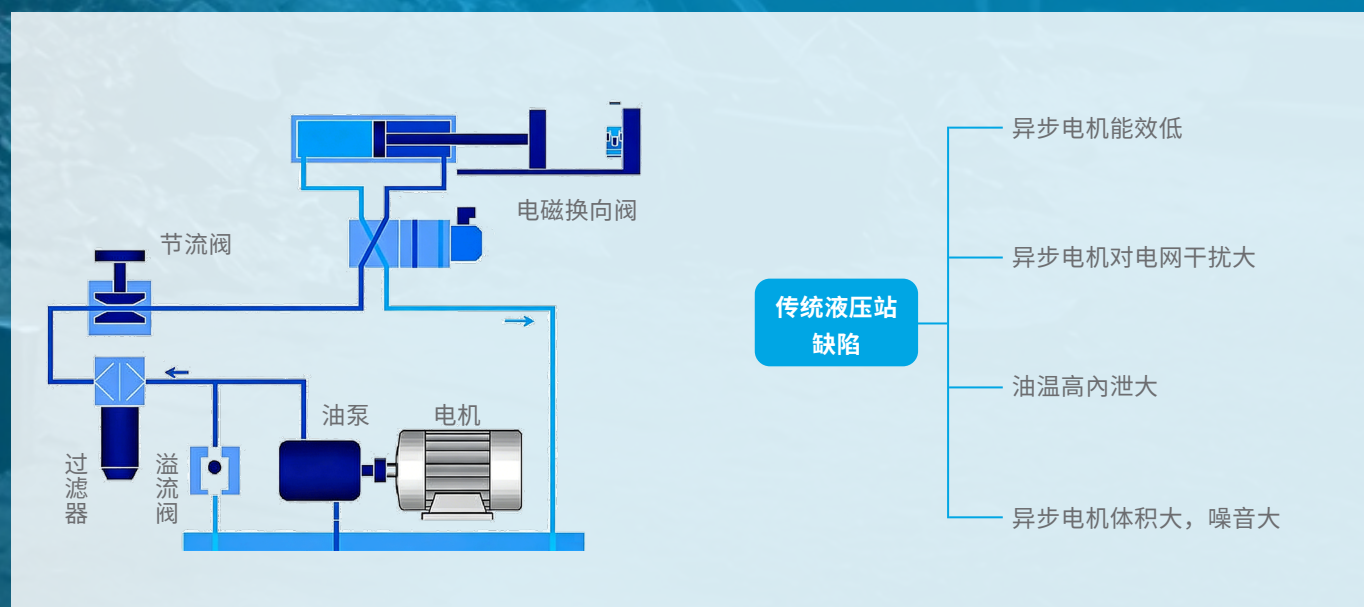 电磁换向阀
节流阀
油泵
电机
过滤器
溢流阀
传统液压站
缺陷
异步电机能效低
异步电机对电网干扰大
油温高內泄大
异步电机体积大，噪音大